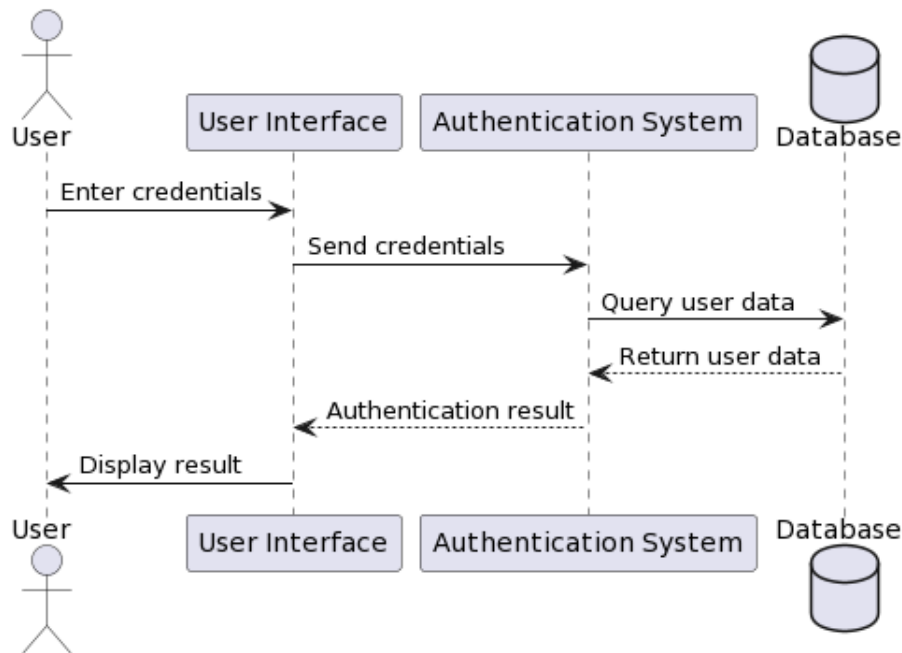 User
User Interface
Authentication System
Database
Enter credentials
Send credentials
Query user data
Return user data
Authentication result
Display result
User
User Interface
Authentication System
Database